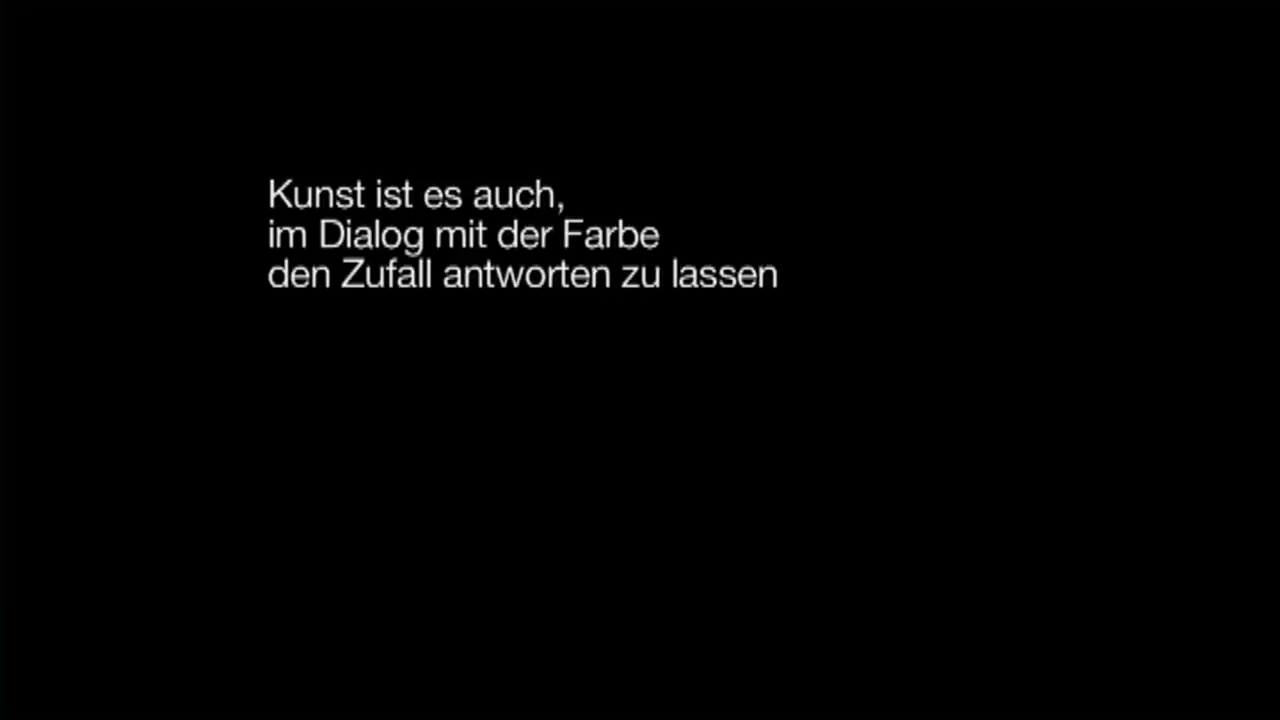 Kunst ist es auch,
im Dialog mit der Farbe
den Zufall antworten zu lassen